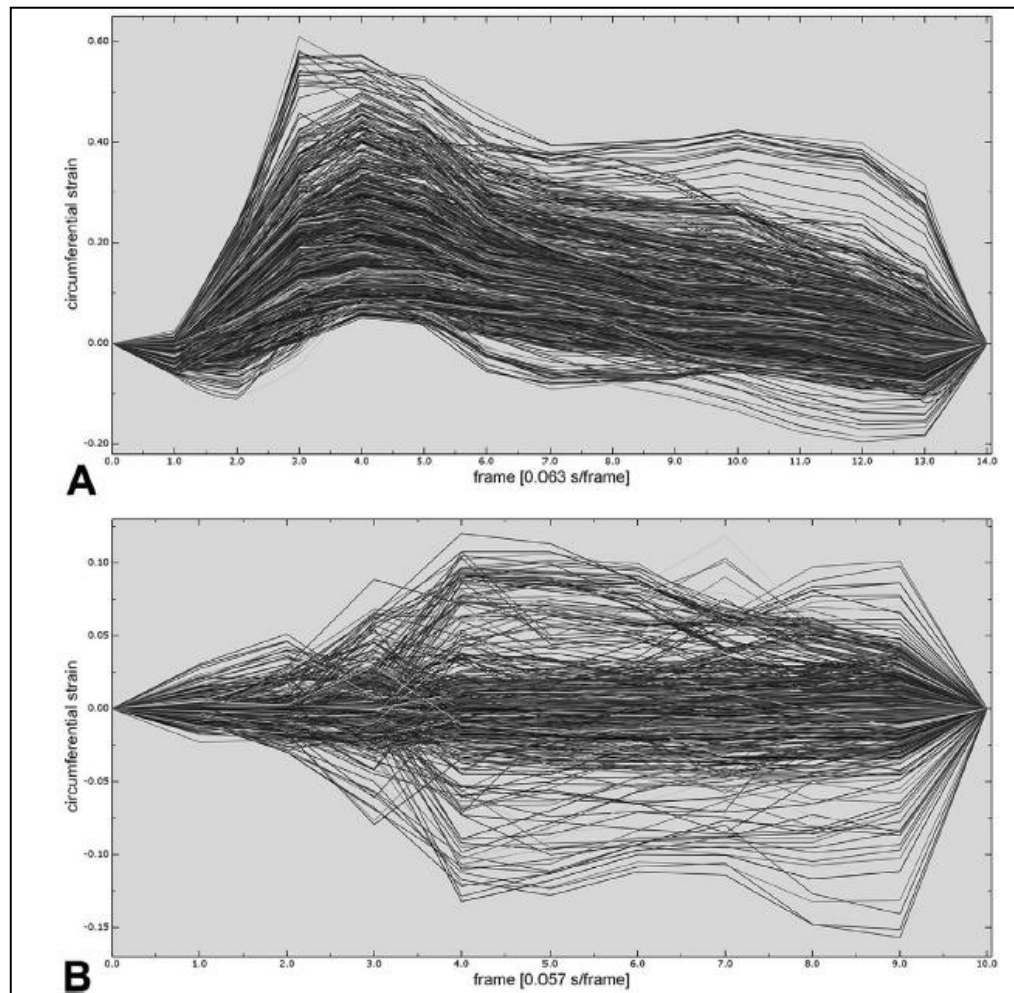 0.60
0.40
0.20
0.00
-0.20
circumferential strain
0.0 1.0 2.0 3.0 4.0 5.0 6.0 7.0 8.0 9.0 10.0 11.0 12.0 13.0 14.0
frame [0.063 s/frame]
A
0.10
0.05
0.00
-0.05
-0.10
-0.15
circumferential strain
0.0 1.0 2.0 3.0 4.0 5.0 6.0 7.0 8.0 9.0 10.0
frame [0.057 s/frame]
B